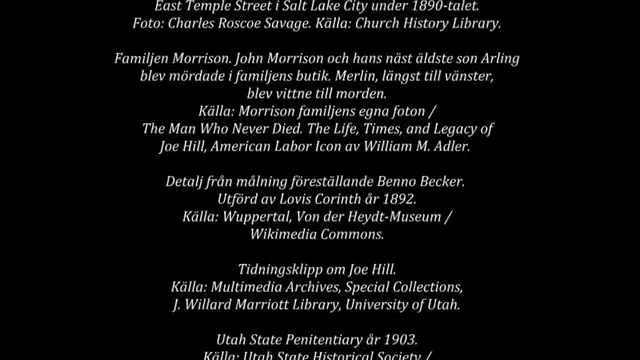 East Temple Street i Salt Lake City under 1890-talet.
Foto: Charles Roscoe Savage. Källa: Church History Library.
Familjen Morrison. John Morrison och hans näst äldste son Arling
blev mördade i familjens butik. Merlin, längst till vänster,
blev vittne till morden.
Källa: Morrison familjens egna foton /
The Man Who Never Died. The Life, Times, and Legacy of
Joe Hill, American Labor Icon av William M. Adler.
Detalj från målning föreställande Benno Becker.
Utförd av Lovis Corinth år 1892.
Källa: Wuppertal, Von der Heydt-Museum /
Wikimedia Commons.
Tidningsklipp om Joe Hill.
Källa: Multimedia Archives, Special Collections,
J. Willard Marriott Library, University of Utah.
Utah State Penitentiary år 1903.
Källa: Utah State Historical Society /